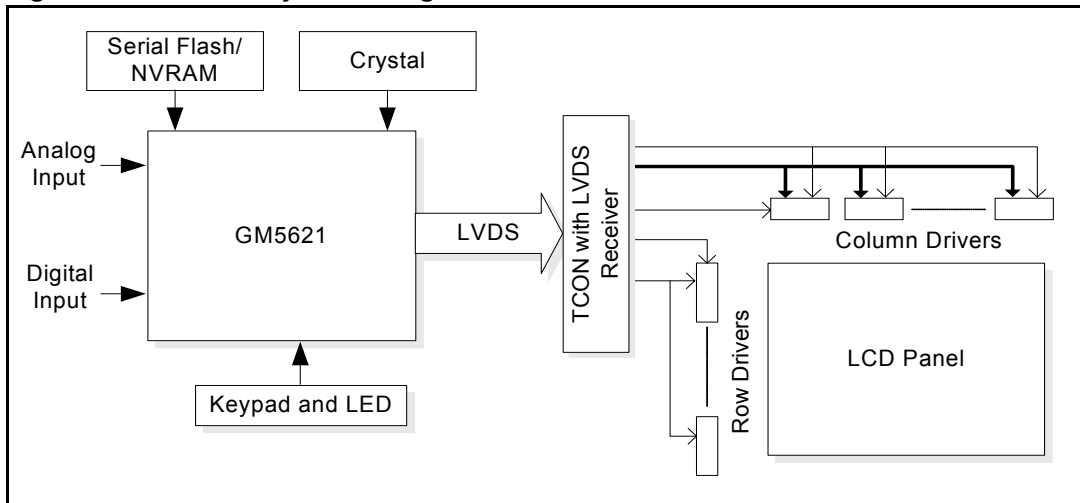 Serial Flash/
NVRAM
Crystal
Analog
Input
GM5621
Digital
Input
Keypad and LED
LVDS
TCON with LVDS
Receiver
Column Drivers
Row Drivers
LCD Panel